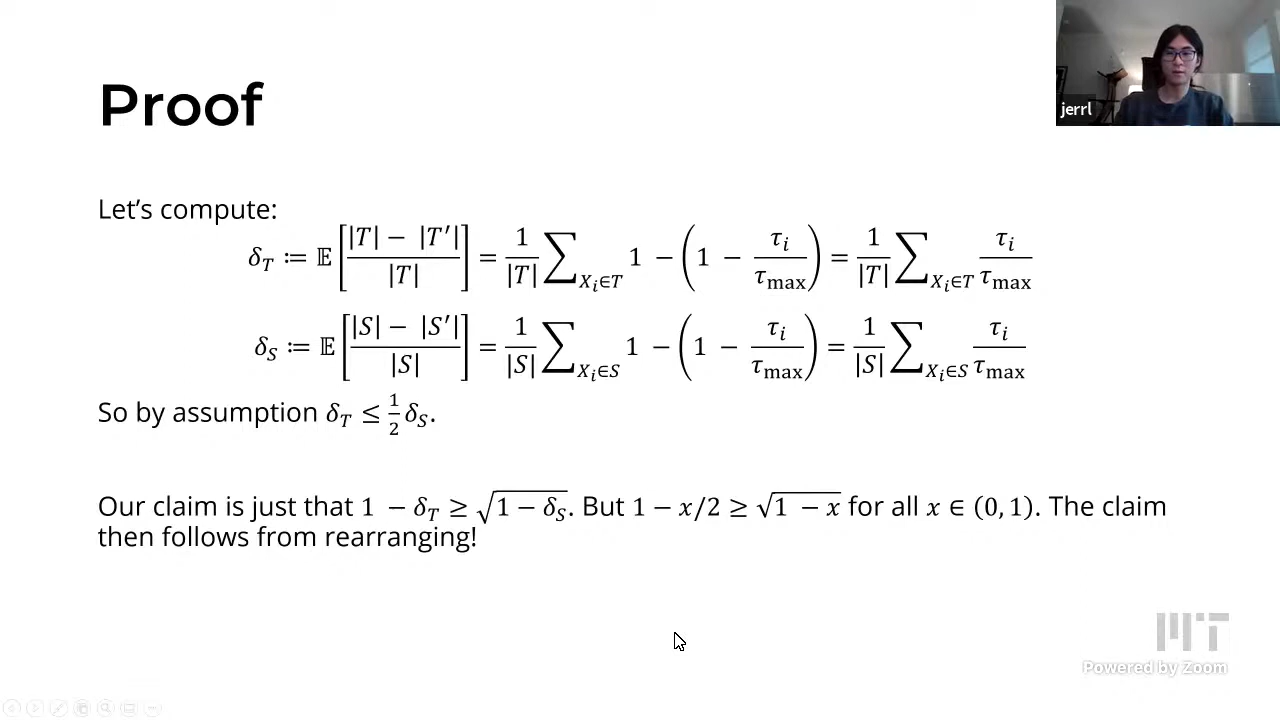 Proof
jerrl
Let’s compute:
δ_T ≔ 𝔼[(|T| − |T′|)/|T|] = 1/|T| ∑_{X_i∈T} 1 − (1 − τ_i/τ_max) = 1/|T| ∑_{X_i∈T} τ_i/τ_max
δ_S ≔ 𝔼[(|S| − |S′|)/|S|] = 1/|S| ∑_{X_i∈S} 1 − (1 − τ_i/τ_max) = 1/|S| ∑_{X_i∈S} τ_i/τ_max
So by assumption δ_T ≤ 1/2 δ_S.
Our claim is just that 1 − δ_T ≥ √(1 − δ_S). But 1 − x/2 ≥ √(1 − x) for all x ∈ (0, 1). The claim
then follows from rearranging!
MIT
Powered by Zoom